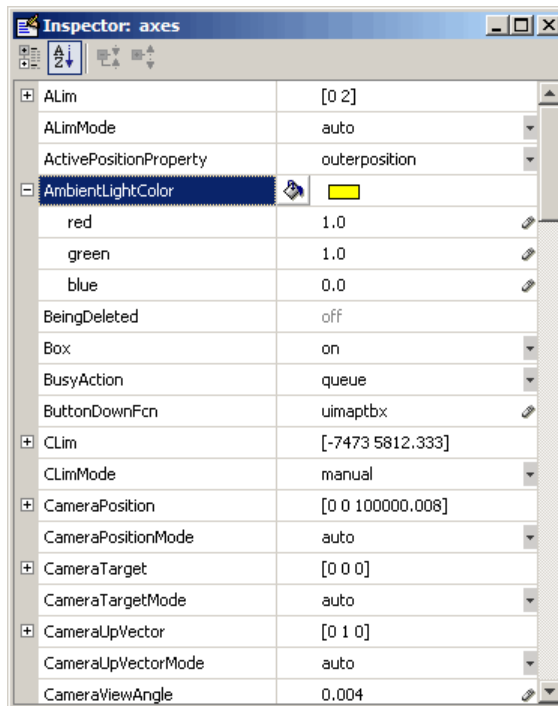 Inspector: axes
ALim [0 2]
ALimMode auto
ActivePositionProperty outerposition
AmbientLightColor
red 1.0
green 1.0
blue 0.0
BeingDeleted off
Box on
BusyAction queue
ButtonDownFcn uimaptbx
CLim [-7473 5812.333]
CLimMode manual
CameraPosition [0 0 100000.008]
CameraPositionMode auto
CameraTarget [0 0 0]
CameraTargetMode auto
CameraUpVector [0 1 0]
CameraUpVectorMode auto
CameraViewAngle 0.004